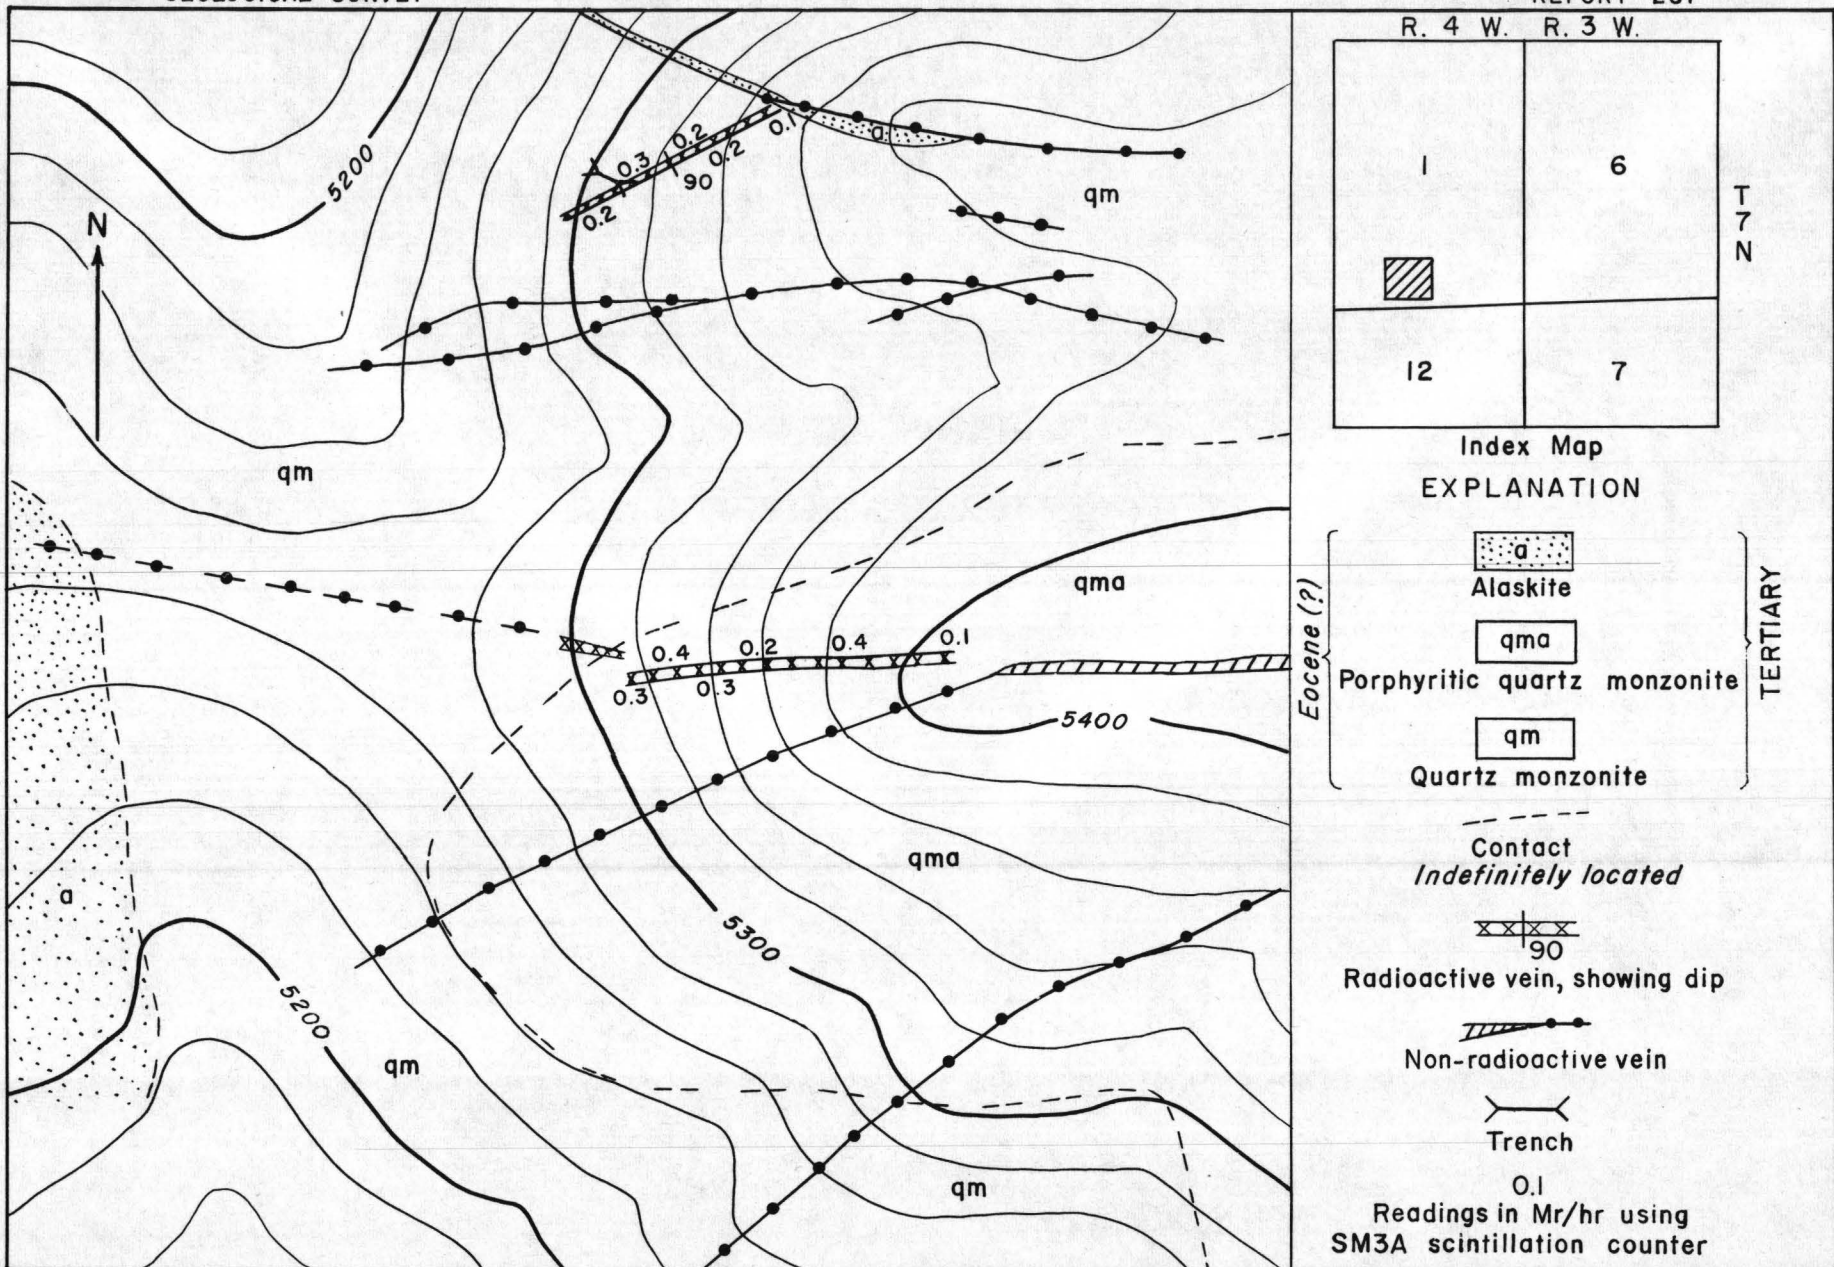 R. 4 W. R. 3 W.
1
6
T
7
N
12
7
Index Map
EXPLANATION
a
Alaskite
qma
Porphyritic quartz monzonite
qm
Quartz monzonite
Eocene (?)
TERTIARY
Contact
Indefinitely located
90
Radioactive vein, showing dip
Non-radioactive vein
Trench
0.1
Readings in Mr/hr using
SM3A scintillation counter
5200
N
0.2
0.1
0.3
0.2
90
0.2
a
qm
qm
qma
0.4
0.2
0.4
0.1
0.3
0.3
5400
qma
a
5300
5200
qm
qm